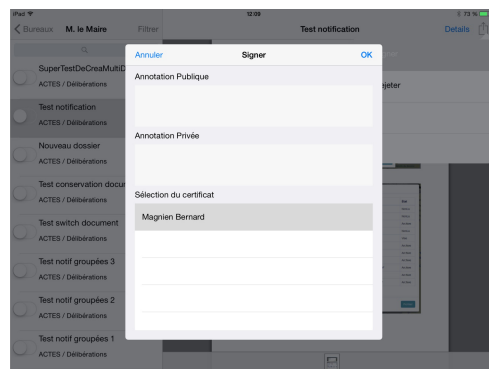 iPad 12:09 73 %
Bureaux M. le Maire Filtrer Test notification Details
Annuler Signer OK
Annotation Publique
Annotation Privée
Sélection du certificat
Magnien Bernard
SuperTestDeCreaMultiD
ACTES / Délibérations
Test notification
ACTES / Délibérations
Nouveau dossier
ACTES / Délibérations
Test conservation docur
ACTES / Délibérations
Test switch document
ACTES / Délibérations
Test notif groupées 3
ACTES / Délibérations
Test notif groupées 2
ACTES / Délibérations
Test notif groupées 1
ACTES / Délibérations
igner
ejeter